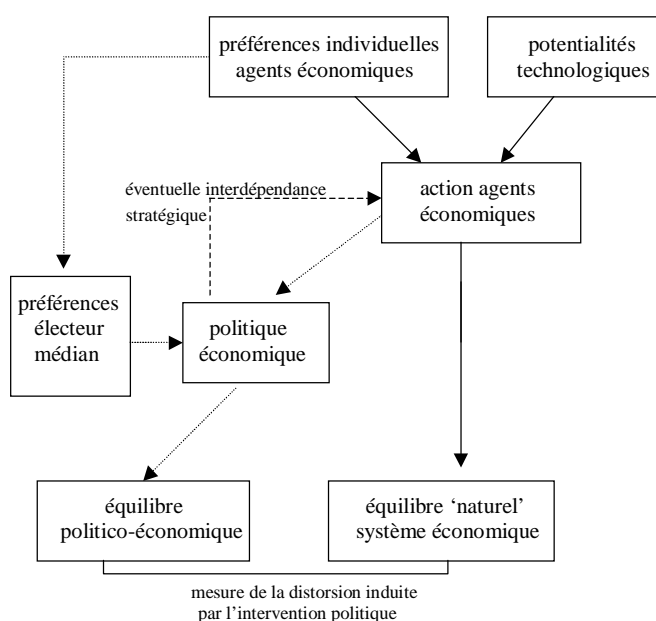 préférences individuelles
agents économiques
potentialités
technologiques
éventuelle interdépendance
stratégique
action agents
économiques
préférences
électeur
médian
politique
économique
équilibre
politico-économique
équilibre ‘naturel’
système économique
mesure de la distorsion induite
par l’intervention politique